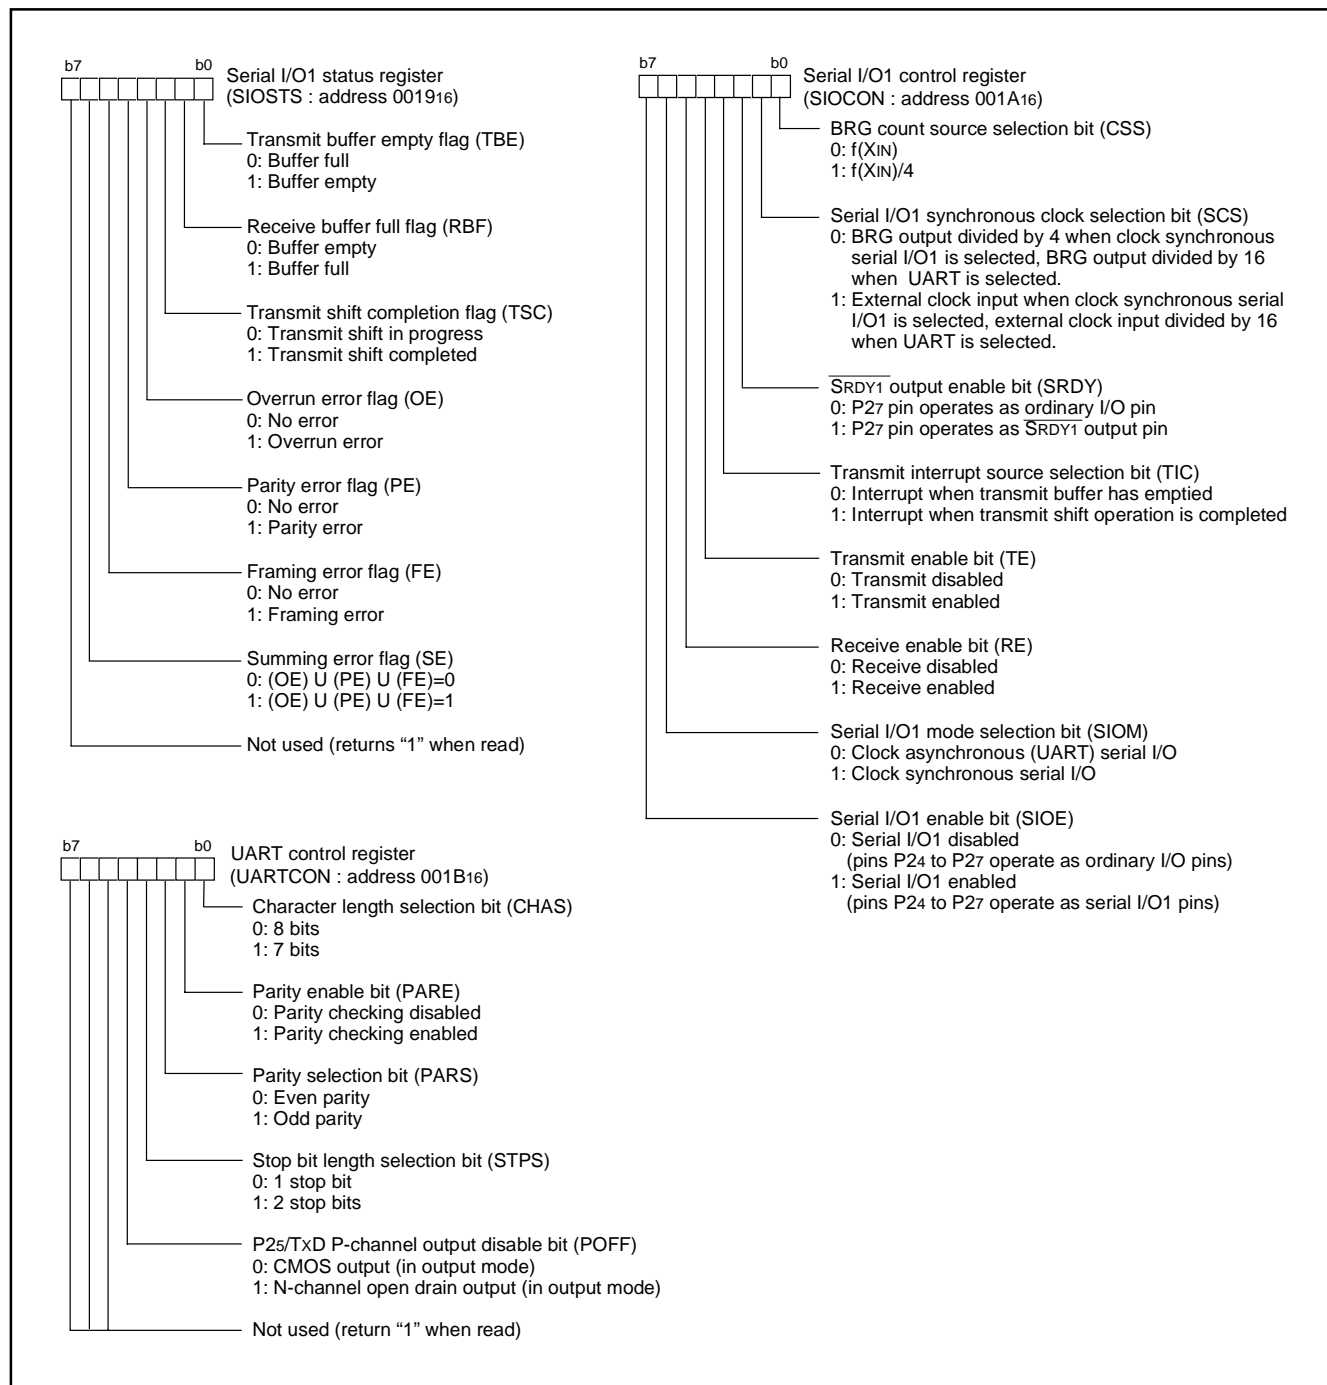 b7 b0
Serial I/O1 status register
(SIOSTS : address 001916)
Transmit buffer empty flag (TBE)
0: Buffer full
1: Buffer empty
Receive buffer full flag (RBF)
0: Buffer empty
1: Buffer full
Transmit shift completion flag (TSC)
0: Transmit shift in progress
1: Transmit shift completed
Overrun error flag (OE)
0: No error
1: Overrun error
Parity error flag (PE)
0: No error
1: Parity error
Framing error flag (FE)
0: No error
1: Framing error
Summing error flag (SE)
0: (OE) U (PE) U (FE)=0
1: (OE) U (PE) U (FE)=1
Not used (returns “1” when read)
b7 b0
UART control register
(UARTCON : address 001B16)
Character length selection bit (CHAS)
0: 8 bits
1: 7 bits
Parity enable bit (PARE)
0: Parity checking disabled
1: Parity checking enabled
Parity selection bit (PARS)
0: Even parity
1: Odd parity
Stop bit length selection bit (STPS)
0: 1 stop bit
1: 2 stop bits
P25/TXD P-channel output disable bit (POFF)
0: CMOS output (in output mode)
1: N-channel open drain output (in output mode)
Not used (return “1” when read)
b7 b0
Serial I/O1 control register
(SIOCON : address 001A16)
BRG count source selection bit (CSS)
0: f(XIN)
1: f(XIN)/4
Serial I/O1 synchronous clock selection bit (SCS)
0: BRG output divided by 4 when clock synchronous
serial I/O1 is selected, BRG output divided by 16
when UART is selected.
1: External clock input when clock synchronous serial
I/O1 is selected, external clock input divided by 16
when UART is selected.
SRDY1 output enable bit (SRDY)
0: P27 pin operates as ordinary I/O pin
1: P27 pin operates as SRDY1 output pin
Transmit interrupt source selection bit (TIC)
0: Interrupt when transmit buffer has emptied
1: Interrupt when transmit shift operation is completed
Transmit enable bit (TE)
0: Transmit disabled
1: Transmit enabled
Receive enable bit (RE)
0: Receive disabled
1: Receive enabled
Serial I/O1 mode selection bit (SIOM)
0: Clock asynchronous (UART) serial I/O
1: Clock synchronous serial I/O
Serial I/O1 enable bit (SIOE)
0: Serial I/O1 disabled
(pins P24 to P27 operate as ordinary I/O pins)
1: Serial I/O1 enabled
(pins P24 to P27 operate as serial I/O1 pins)